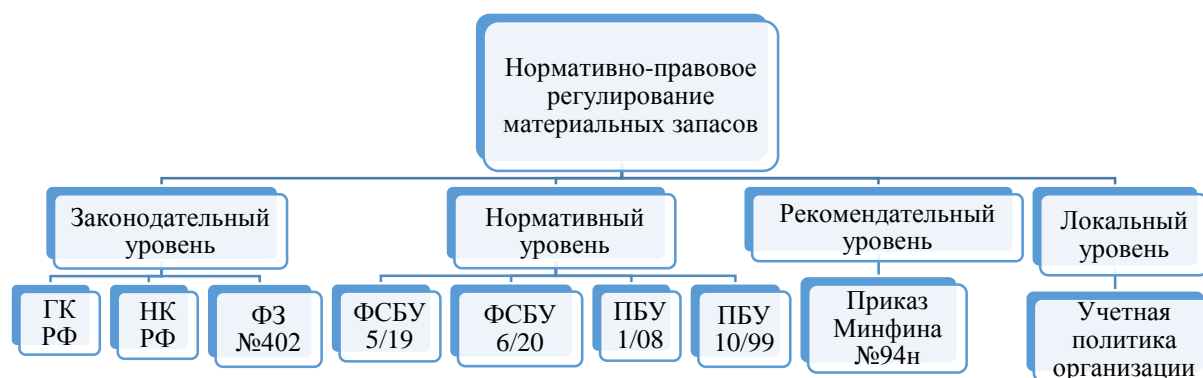 Нормативно-правовое
регулирование
материальных запасов
Законодательный
уровень
Нормативный
уровень
Рекомендательный
уровень
Локальный
уровень
ГК
РФ
НК
РФ
ФЗ
№402
ФСБУ
5/19
ФСБУ
6/20
ПБУ
1/08
ПБУ
10/99
Приказ
Минфина
№94н
Учетная
политика
организации